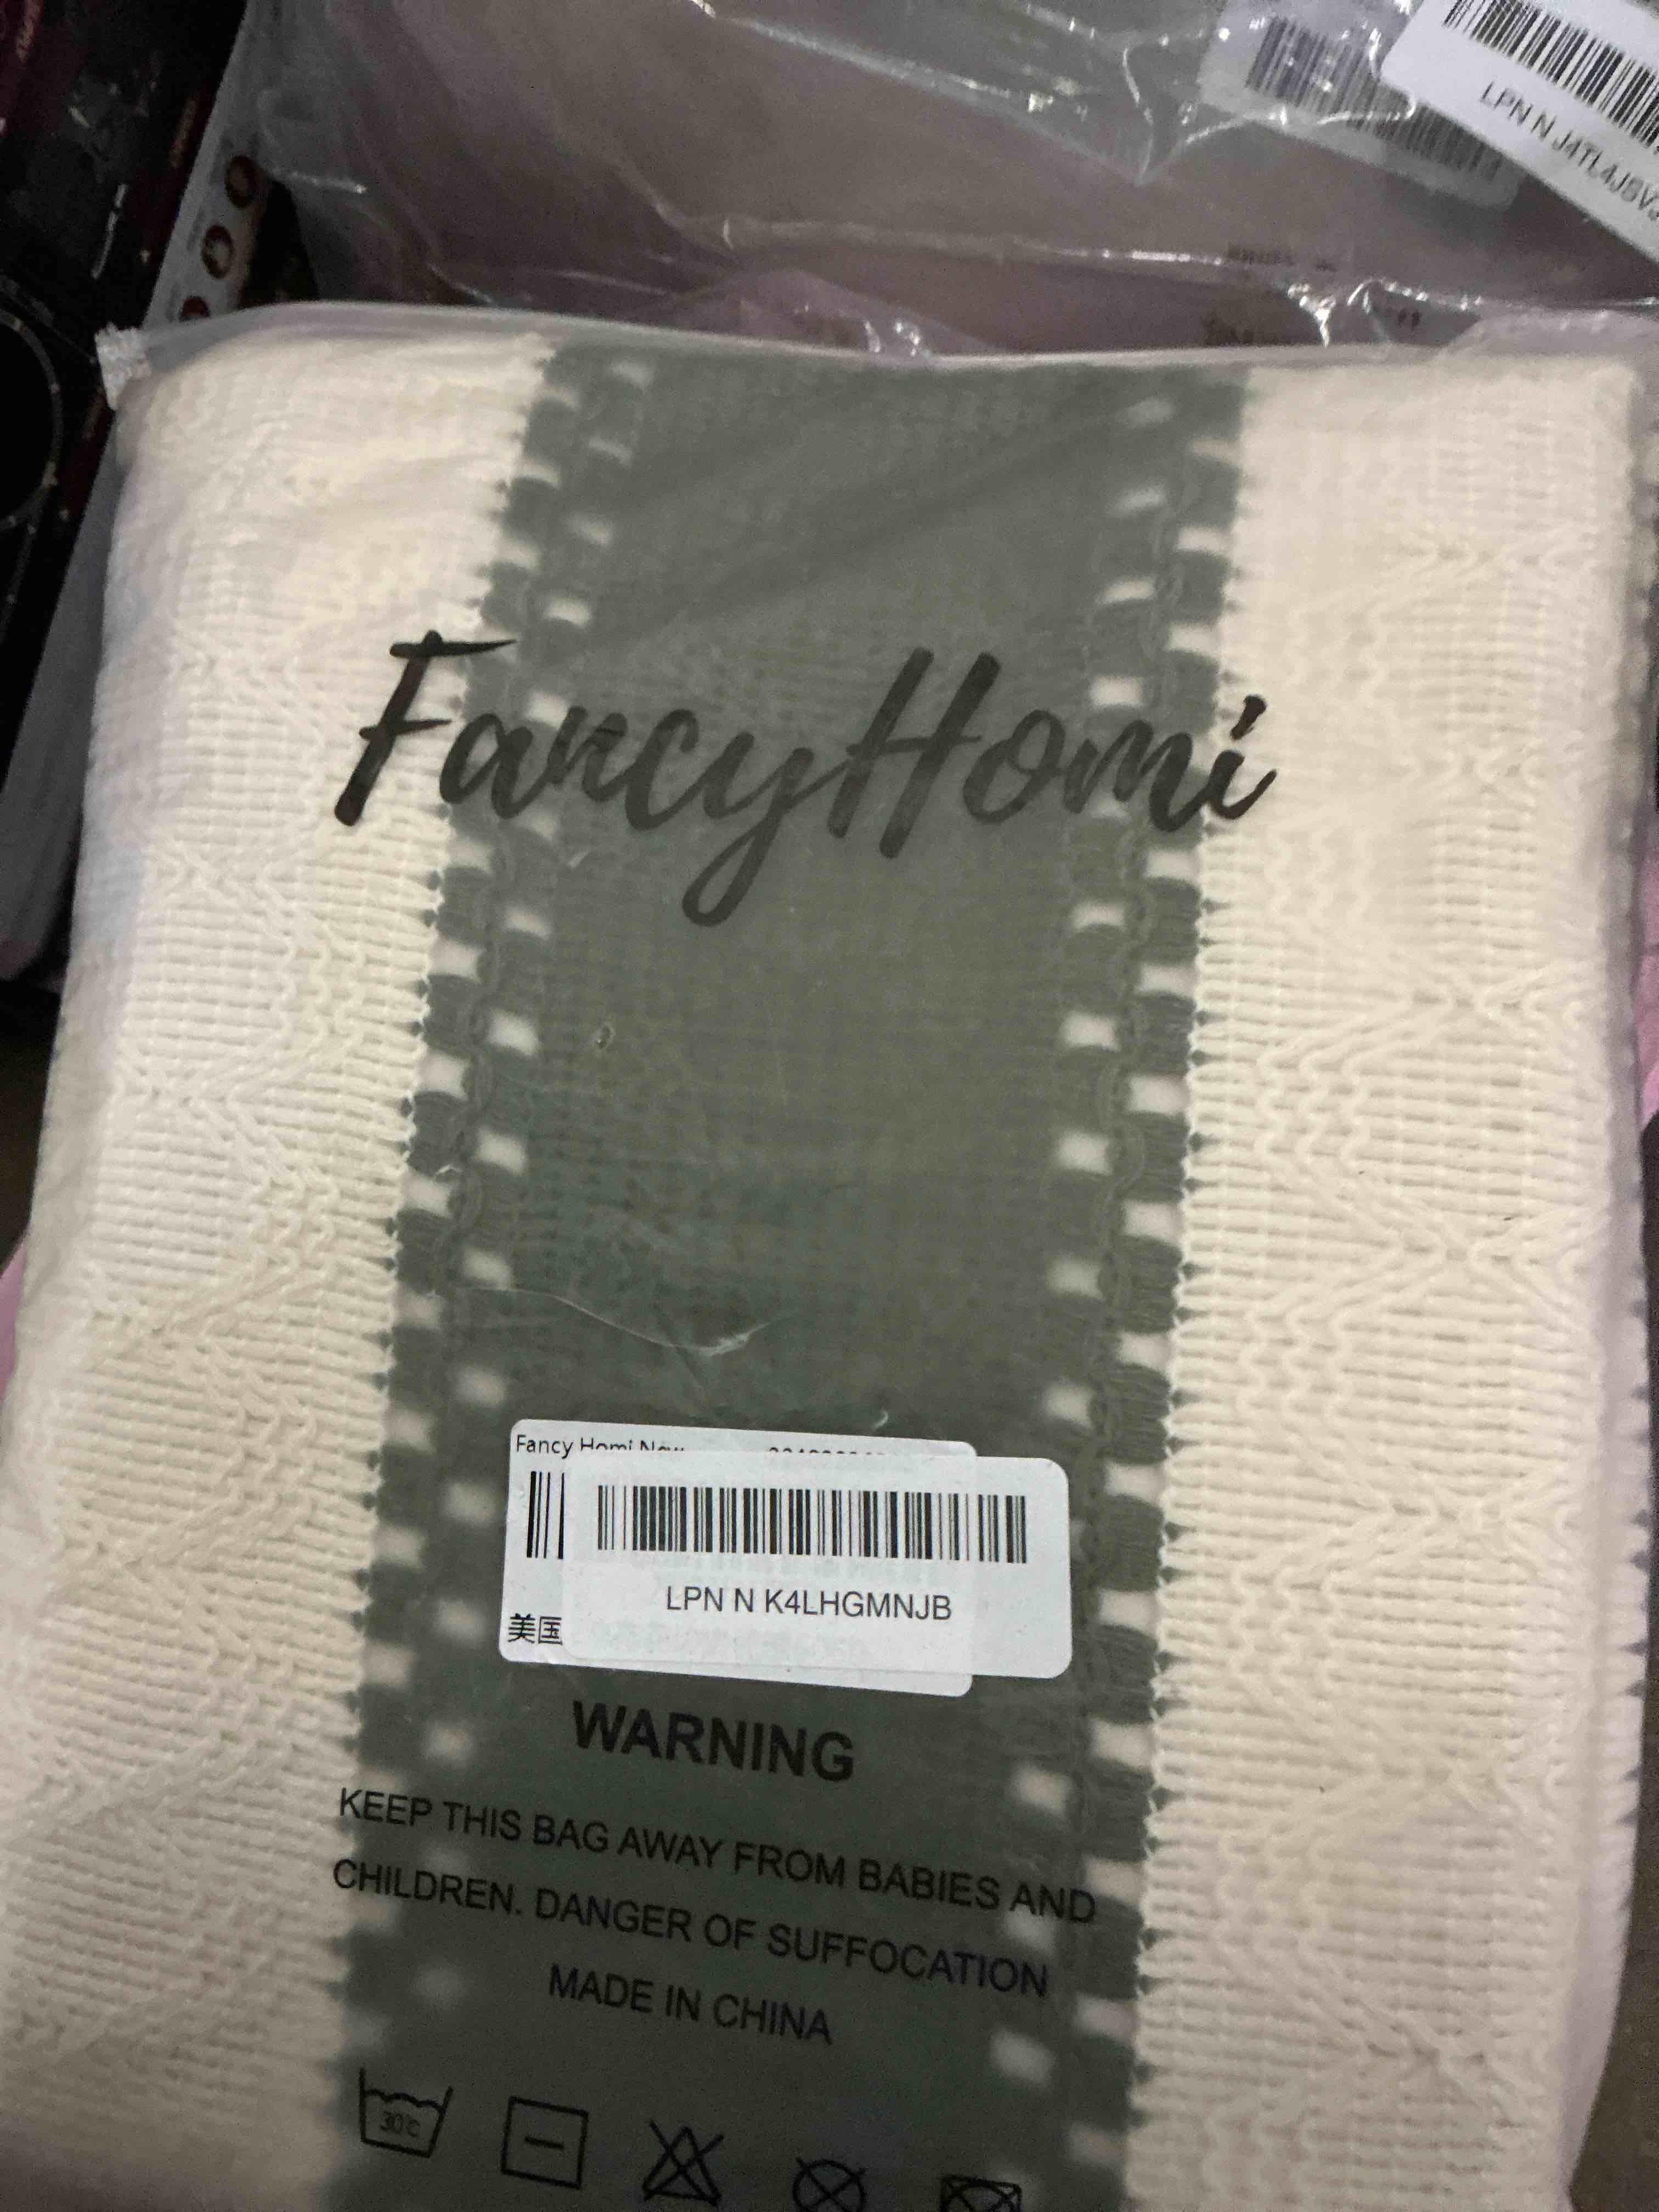 LPN N J4TL4JSV
FancyHomi
Fancy Homi New
LPN N K4LHGMNJB
美国
WARNING
KEEP THIS BAG AWAY FROM BABIES AND
CHILDREN. DANGER OF SUFFOCATION
MADE IN CHINA
30℃